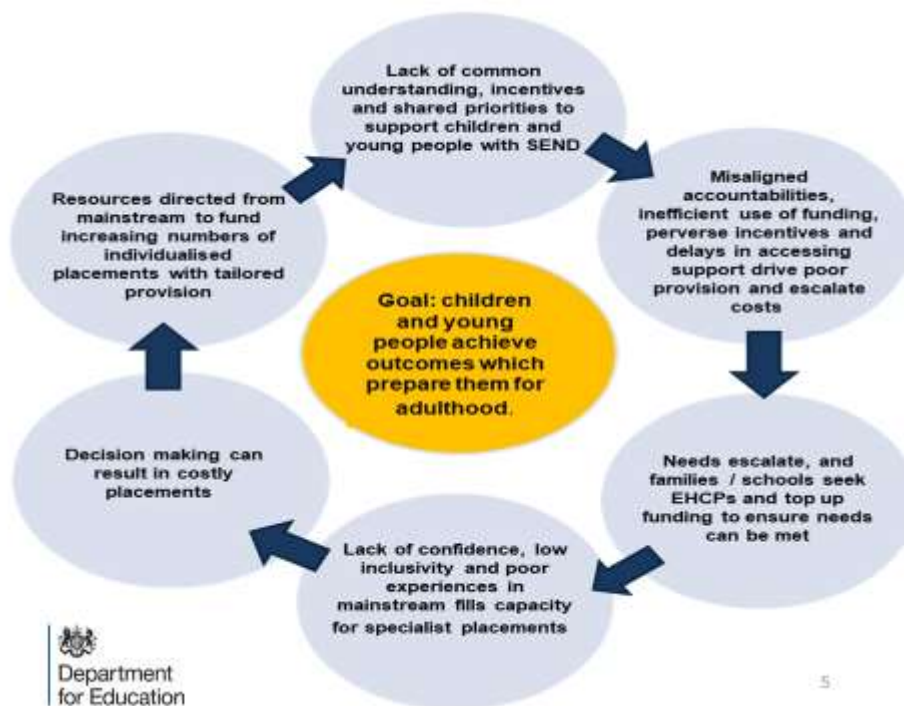 Lack of common
understanding, incentives
and shared priorities to
support children and
young people with SEND
Misaligned
accountabilities,
inefficient use of funding,
perverse incentives and
delays in accessing
support drive poor
provision and escalate
costs
Needs escalate, and
families / schools seek
EHCPs and top up
funding to ensure needs
can be met
Lack of confidence, low
inclusivity and poor
experiences in
mainstream fills capacity
for specialist placements
Decision making can
result in costly
placements
Resources directed from
mainstream to fund
increasing numbers of
individualised
placements with tailored
provision
Goal: children
and young
people achieve
outcomes which
prepare them for
adulthood.
Department
for Education
5